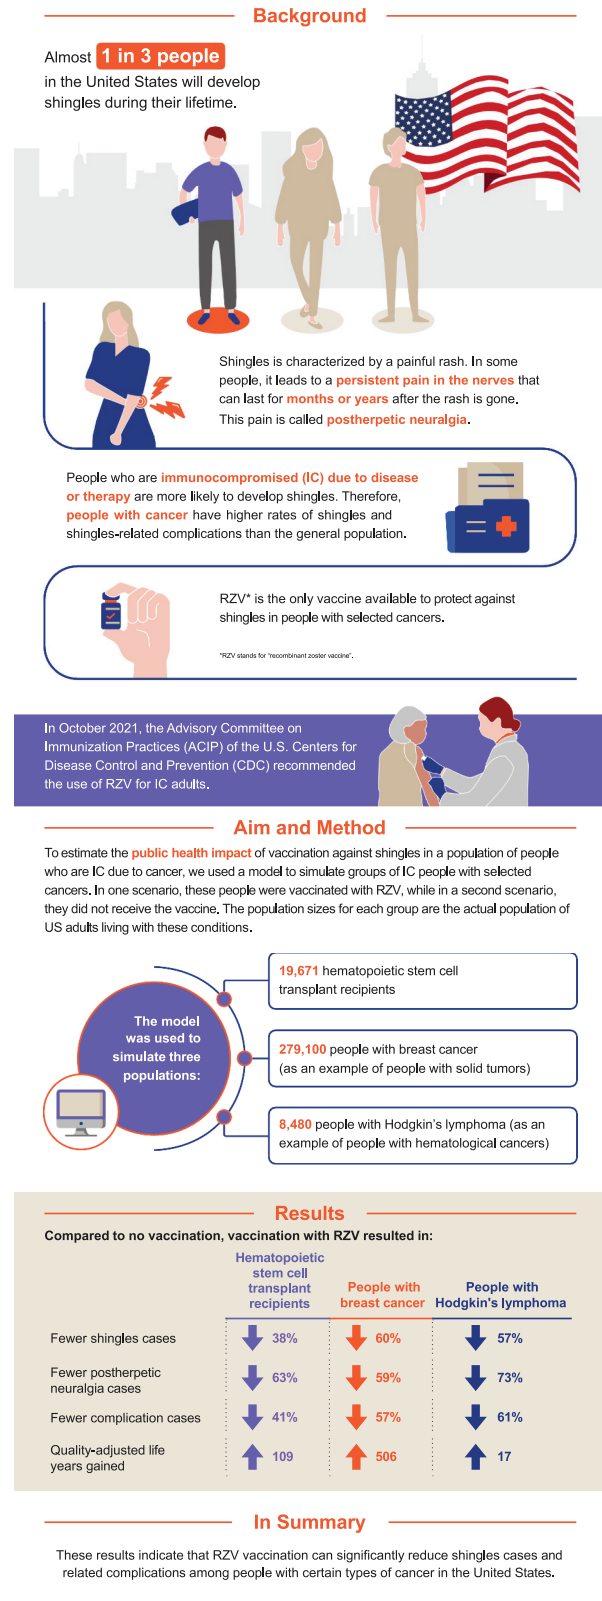 Background
Almost 1 in 3 people
in the United States will develop
shingles during their lifetime.
Shingles is characterized by a painful rash. In some
people, it leads to a persistent pain in the nerves that
can last for months or years after the rash is gone.
This pain is called postherpetic neuralgia.
People who are immunocompromised (IC) due to disease
or therapy are more likely to develop shingles. Therefore,
people with cancer have higher rates of shingles and
shingles-related complications than the general population.
RZV* is the only vaccine available to protect against
shingles in people with selected cancers.
*RZV stands for "recombinant zoster vaccine".
In October 2021, the Advisory Committee on
Immunization Practices (ACIP) of the U.S. Centers for
Disease Control and Prevention (CDC) recommended
the use of RZV for IC adults.
Aim and Method
To estimate the public health impact of vaccination against shingles in a population of people
who are IC due to cancer, we used a model to simulate groups of IC people with selected
cancers. In one scenario, these people were vaccinated with RZV, while in a second scenario,
they did not receive the vaccine. The population sizes for each group are the actual population of
US adults living with these conditions.
The model
was used to
simulate three
populations:
19,671 hematopoietic stem cell
transplant recipients
279,100 people with breast cancer
(as an example of people with solid tumors)
8,480 people with Hodgkin's lymphoma (as an
example of people with hematological cancers)
Results
Compared to no vaccination, vaccination with RZV resulted in:
Hematopoietic
stem cell
transplant
recipients
People with
breast cancer
People with
Hodgkin's lymphoma
Fewer shingles cases 38% 60% 57%
Fewer postherpetic
neuralgia cases 63% 59% 73%
Fewer complication cases 41% 57% 61%
Quality-adjusted life
years gained 109 506 17
In Summary
These results indicate that RZV vaccination can significantly reduce shingles cases and
related complications among people with certain types of cancer in the United States.